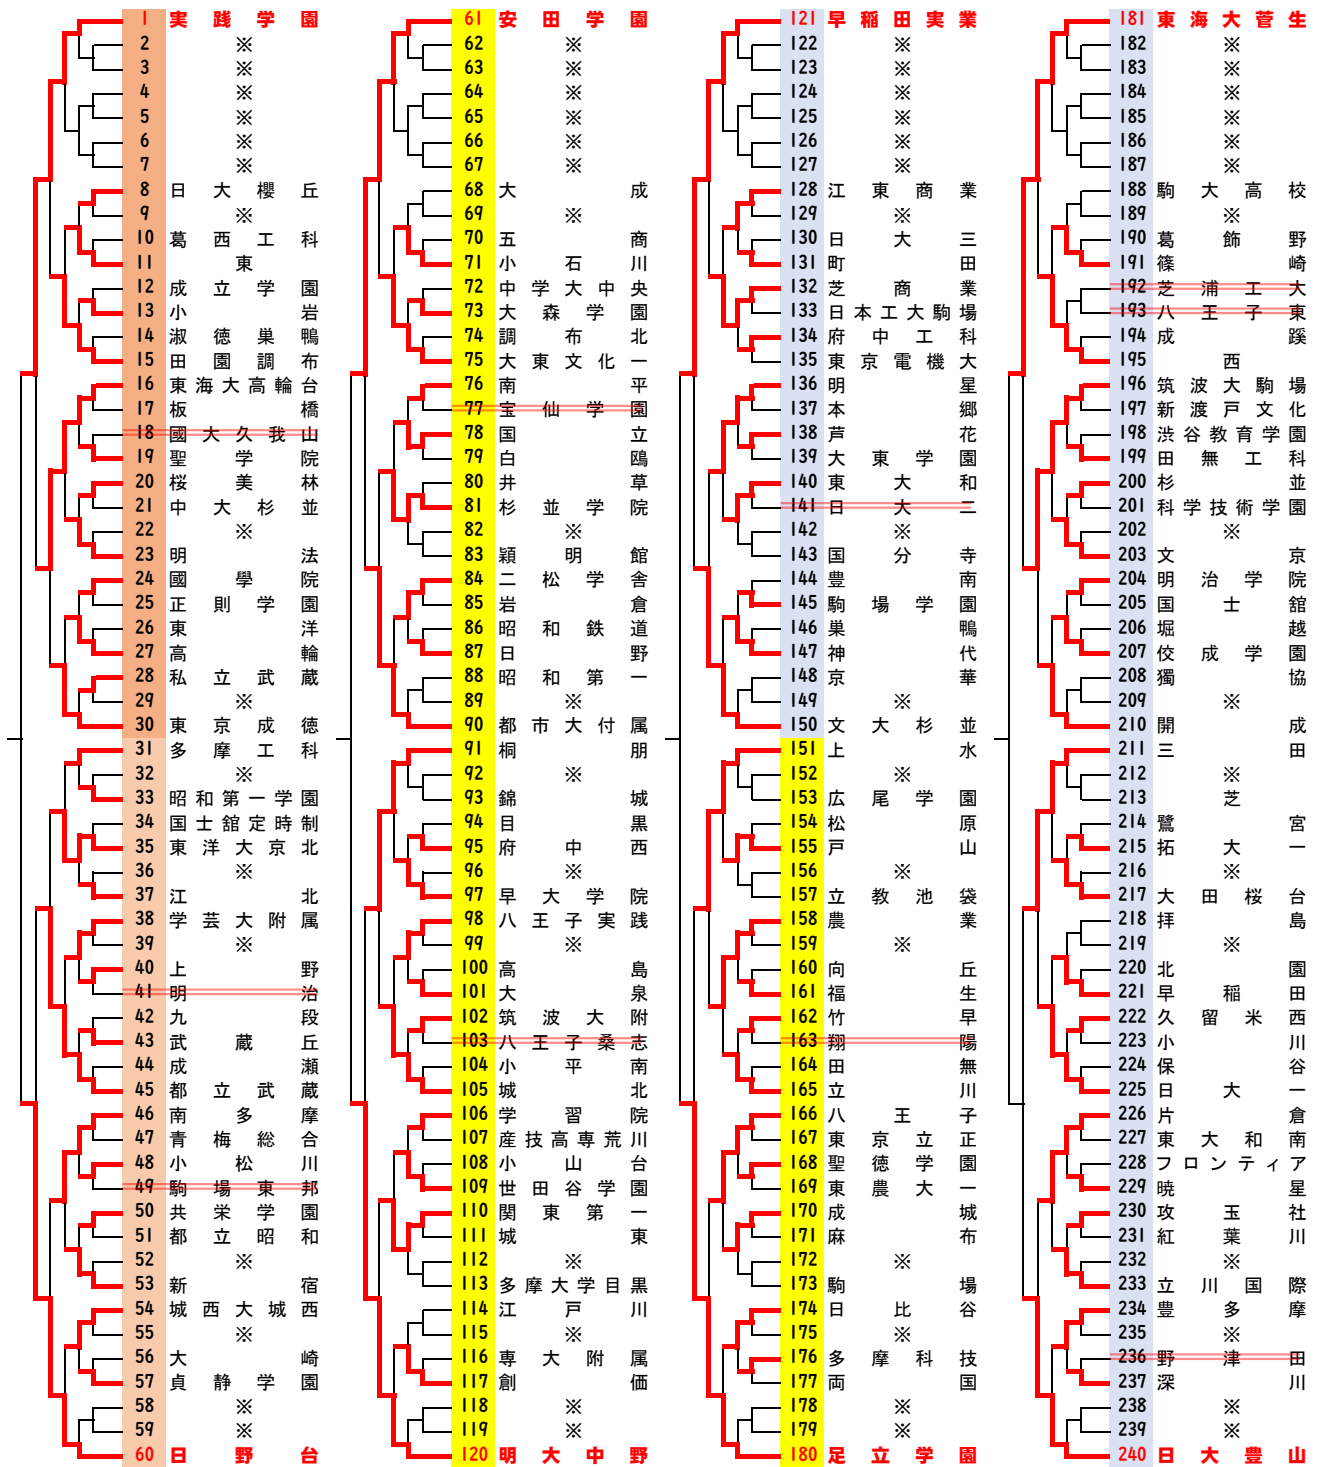 1 実践学園
2 ※
3 ※
4 ※
5 ※
6 ※
7 ※
8 日大櫻丘
9 ※
10 葛西工科
11 東
12 成立学園
13 小岩
14 淑徳巣鴨
15 田園調布
16 東海大高輪台
17 板橋
18 國大久我山
19 聖学院
20 桜美林
21 中大杉並
22 ※
23 明法
24 國學院
25 正則学園
26 東洋
27 高輪
28 私立武蔵
29 ※
30 東京成徳
31 多摩工科
32 ※
33 昭和第一学園
34 国士舘定時制
35 東洋大京北
36 ※
37 江北
38 学芸大附属
39 ※
40 上野
41 明治
42 九段
43 武蔵丘
44 成瀬
45 都立武蔵
46 南多摩
47 青梅総合
48 小松川
49 駒場東邦
50 共栄学園
51 都立昭和
52 ※
53 新宿
54 城西大城西
55 ※
56 大崎
57 貞静学園
58 ※
59 ※
60 日野台
61 安田学園
62 ※
63 ※
64 ※
65 ※
66 ※
67 ※
68 大成
69 ※
70 五商
71 小石川
72 中学大中央
73 大森学園
74 調布北
75 大東文化一
76 南平
77 宝仙学園
78 国立
79 白鴎
80 井草
81 杉並学院
82 ※
83 穎明館
84 二松学舎
85 岩倉
86 昭和鉄道
87 日野
88 昭和第一
89 ※
90 都市大付属
91 桐朋
92 ※
93 錦城
94 目黒
95 府中西
96 ※
97 早大学院
98 八王子実践
99 ※
100 高島
101 大泉
102 筑波大附
103 八王子桑志
104 小平南
105 城北
106 学習院
107 産技高専荒川
108 小山台
109 世田谷学園
110 関東第一
111 城東
112 ※
113 多摩大学目黒
114 江戸川
115 ※
116 専大附属
117 創価
118 ※
119 ※
120 明大中野
121 早稲田実業
122 ※
123 ※
124 ※
125 ※
126 ※
127 ※
128 江東商業
129 ※
130 日大三
131 町田
132 芝商業
133 日本工大駒場
134 府中工科
135 東京電機大
136 明星
137 本郷
138 芦花
139 大東学園
140 東大和
141 日大二
142 ※
143 国分寺
144 豊南
145 駒場学園
146 巣鴨
147 神代
148 京華
149 ※
150 文大杉並
151 上水
152 ※
153 広尾学園
154 松原
155 戸山
156 ※
157 立教池袋
158 農業
159 ※
160 向丘
161 福生
162 竹早
163 翔陽
164 田無
165 立川
166 八王子
167 東京立正
168 聖徳学園
169 東農大一
170 成城
171 麻布
172 ※
173 駒場
174 日比谷
175 ※
176 多摩科技
177 両国
178 ※
179 ※
180 足立学園
181 東海大菅生
182 ※
183 ※
184 ※
185 ※
186 ※
187 ※
188 駒大高校
189 ※
190 葛飾野
191 篠崎
192 芝浦工大
193 八王子東
194 成蹊
195 西
196 筑波大駒場
197 新渡戸文化
198 渋谷教育学園
199 田無工科
200 杉並
201 科学技術学園
202 ※
203 文京
204 明治学院
205 国士舘
206 堀越
207 佼成学園
208 獨協
209 ※
210 開成
211 三田
212 ※
213 芝
214 鷺宮
215 拓大一
216 ※
217 大田桜台
218 拝島
219 ※
220 北園
221 早稲田
222 久留米西
223 小川
224 保谷
225 日大一
226 片倉
227 東大和南
228 フロンティア
229 暁星
230 攻玉社
231 紅葉川
232 ※
233 立川国際
234 豊多摩
235 ※
236 野津田
237 深川
238 ※
239 ※
240 日大豊山